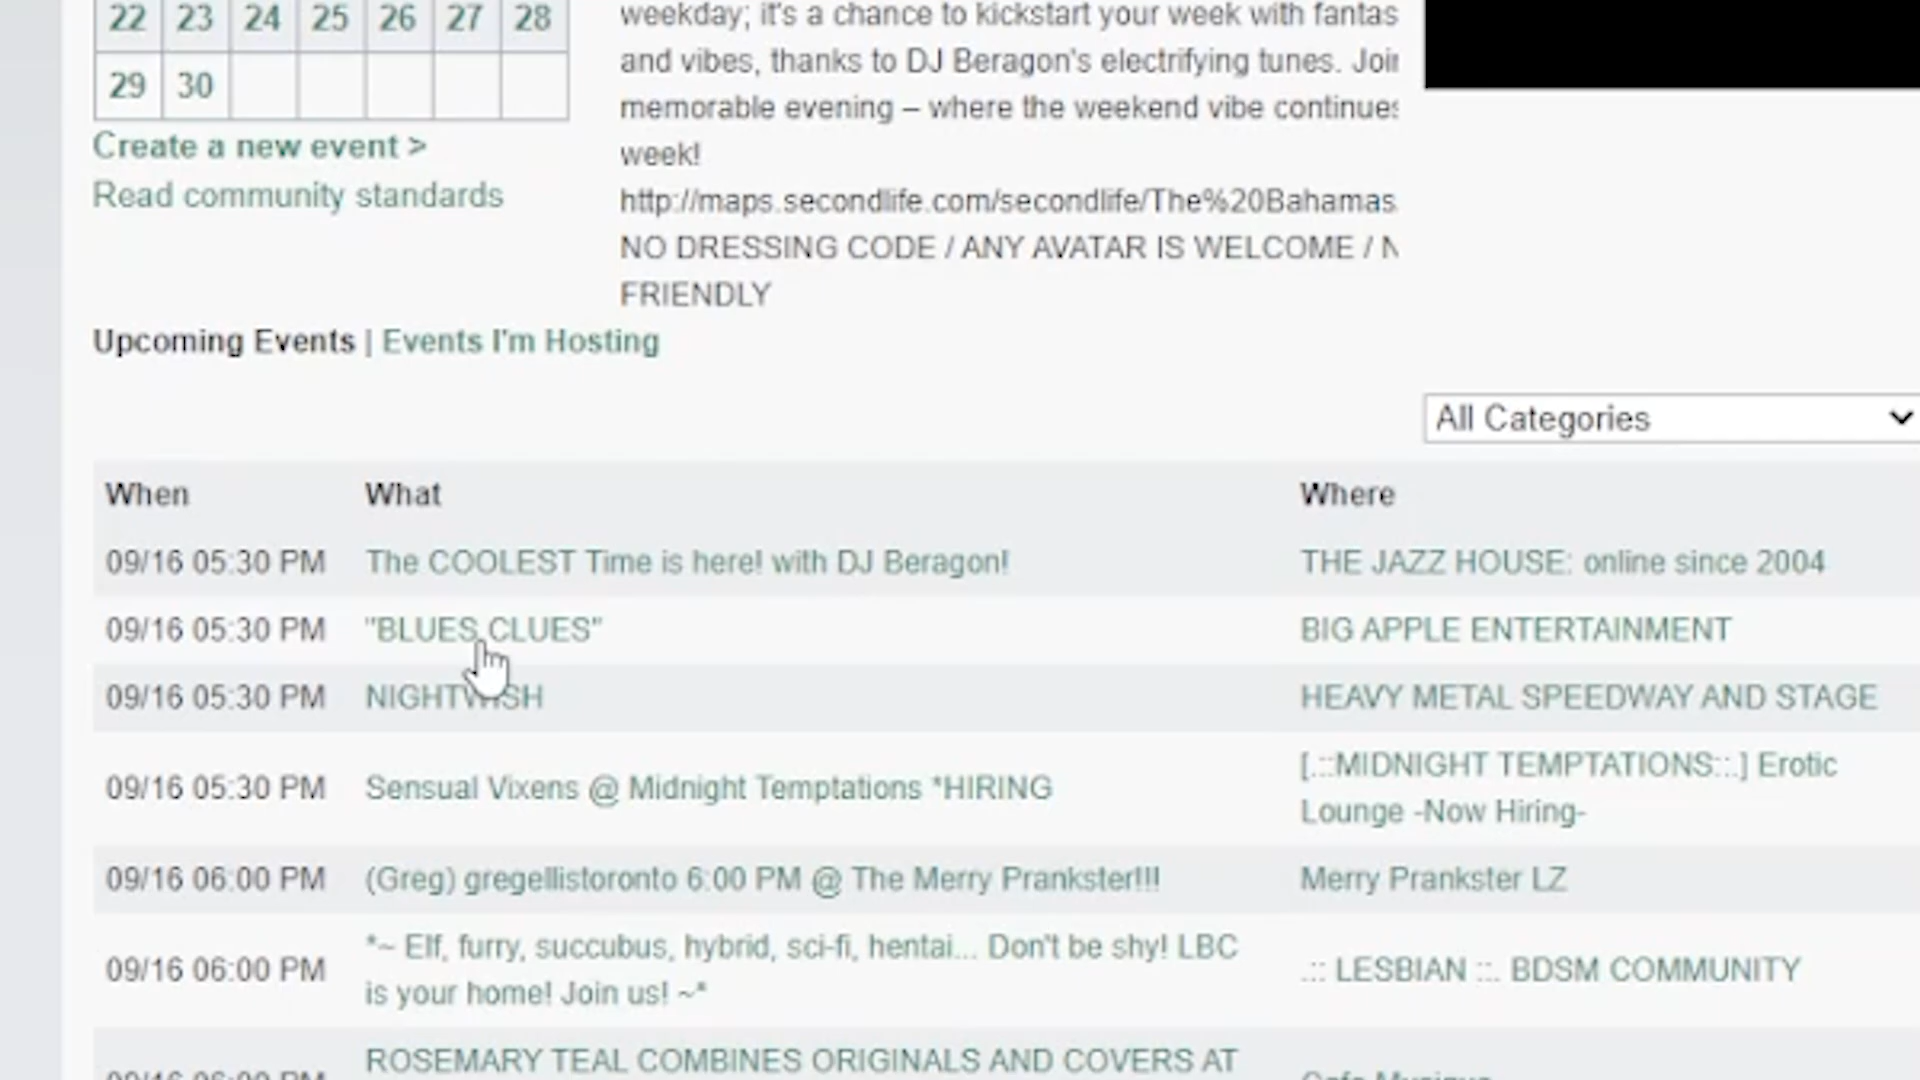 22 23 24 25 26 27 28
29 30
Create a new event >
Read community standards
weekday; it's a chance to kickstart your week with fantas
and vibes, thanks to DJ Beragon's electrifying tunes. Join
memorable evening – where the weekend vibe continues
week!
http://maps.secondlife.com/secondlife/The%20Bahamas
NO DRESSING CODE / ANY AVATAR IS WELCOME / N
FRIENDLY
Upcoming Events | Events I'm Hosting
All Categories
When What Where
09/16 05:30 PM The COOLEST Time is here! with DJ Beragon! THE JAZZ HOUSE: online since 2004
09/16 05:30 PM "BLUES CLUES" BIG APPLE ENTERTAINMENT
09/16 05:30 PM NIGHTWISH HEAVY METAL SPEEDWAY AND STAGE
09/16 05:30 PM Sensual Vixens @ Midnight Temptations *HIRING [.::MIDNIGHT TEMPTATIONS::.] Erotic
Lounge -Now Hiring-
09/16 06:00 PM (Greg) gregellistoronto 6:00 PM @ The Merry Prankster!!! Merry Prankster LZ
09/16 06:00 PM *~ Elf, furry, succubus, hybrid, sci-fi, hentai... Don't be shy! LBC
is your home! Join us! ~* .:: LESBIAN ::. BDSM COMMUNITY
ROSEMARY TEAL COMBINES ORIGINALS AND COVERS AT